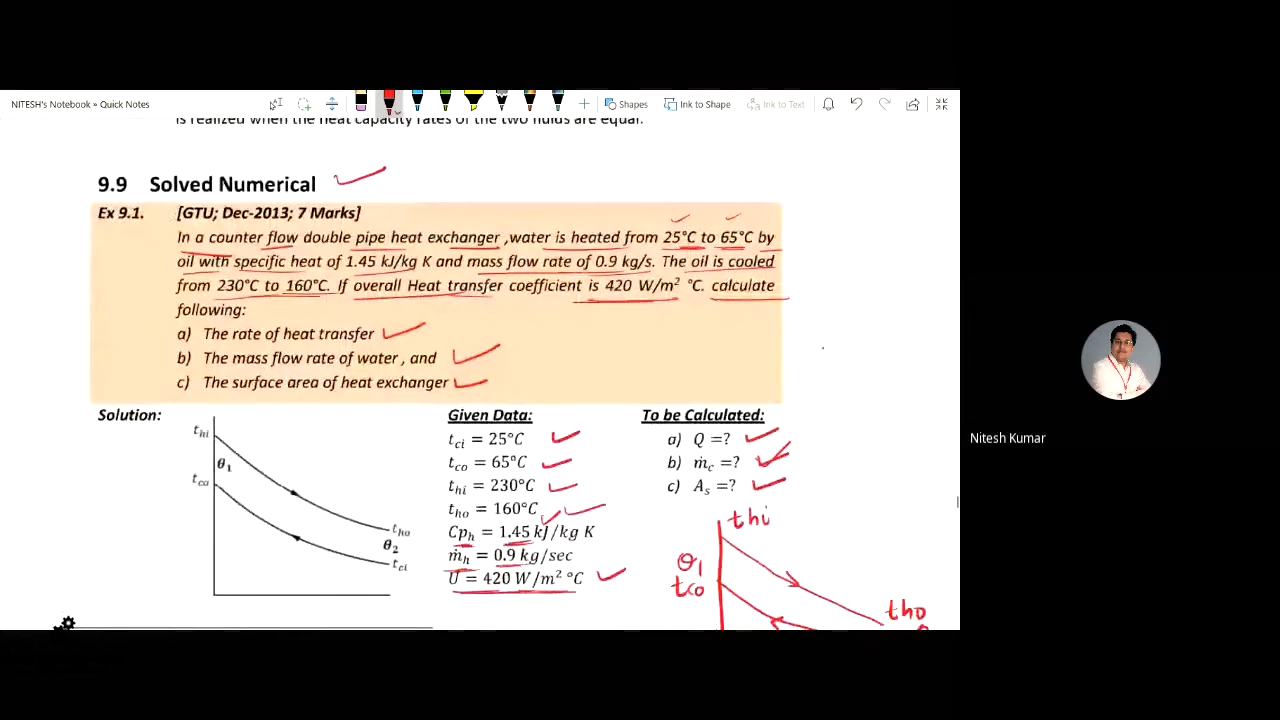 NITESH's Notebook » Quick Notes
Shapes
Ink to Shape
Ink to Text
is realized when the heat capacity rates of the two fluids are equal.
9.9 Solved Numerical
Ex 9.1. [GTU; Dec-2013; 7 Marks]
In a counter flow double pipe heat exchanger ,water is heated from 25°C to 65°C by
oil with specific heat of 1.45 kJ/kg K and mass flow rate of 0.9 kg/s. The oil is cooled
from 230°C to 160°C. If overall Heat transfer coefficient is 420 W/m² °C. calculate
following:
a) The rate of heat transfer
b) The mass flow rate of water , and
c) The surface area of heat exchanger
Solution:
t_hi
θ₁
t_co
t_ho
θ₂
t_ci
Given Data:
t_ci = 25°C
t_co = 65°C
t_hi = 230°C
t_ho = 160°C
Cp_h = 1.45 kJ/kg K
ṁ_h = 0.9 kg/sec
U = 420 W/m² °C
To be Calculated:
a) Q =?
b) ṁ_c =?
c) A_s =?
thi
θ1
tco
tho
Nitesh Kumar